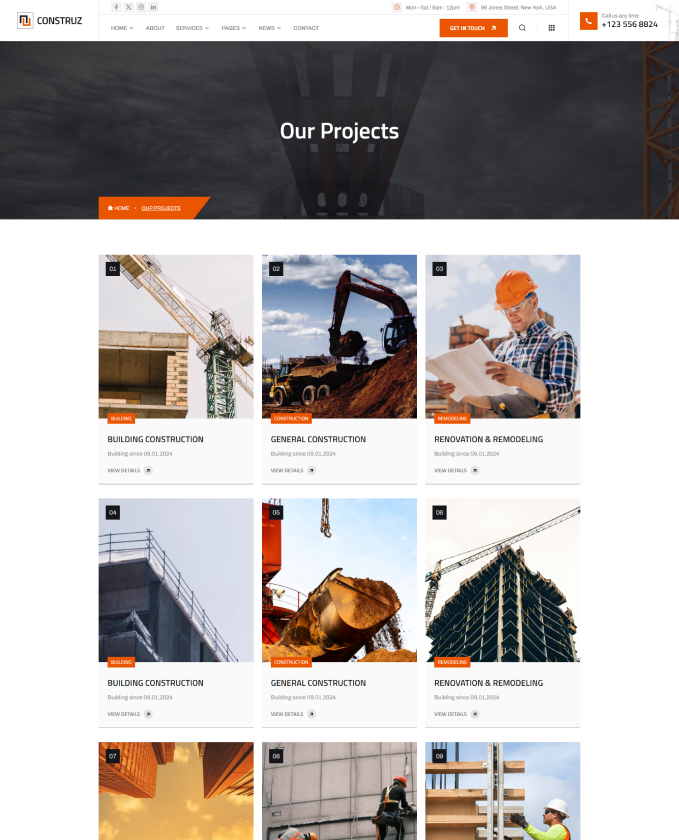 CONSTRUZ
Mon - Sat / 8am : 12pm
66 Jones Street, New York, USA
HOME
ABOUT
SERVICES
PAGES
NEWS
CONTACT
GET IN TOUCH
Call us any time
+123 556 8824
Our Projects
HOME
OUR PROJECTS
01
02
03
BUILDING
CONSTRUCTION
REMODELING
BUILDING CONSTRUCTION
GENERAL CONSTRUCTION
RENOVATION & REMODELING
Building since 09.01.2024
Building since 09.01.2024
Building since 09.01.2024
VIEW DETAILS
VIEW DETAILS
VIEW DETAILS
04
05
06
BUILDING
CONSTRUCTION
REMODELING
BUILDING CONSTRUCTION
GENERAL CONSTRUCTION
RENOVATION & REMODELING
Building since 09.01.2024
Building since 09.01.2024
Building since 09.01.2024
VIEW DETAILS
VIEW DETAILS
VIEW DETAILS
07
08
09